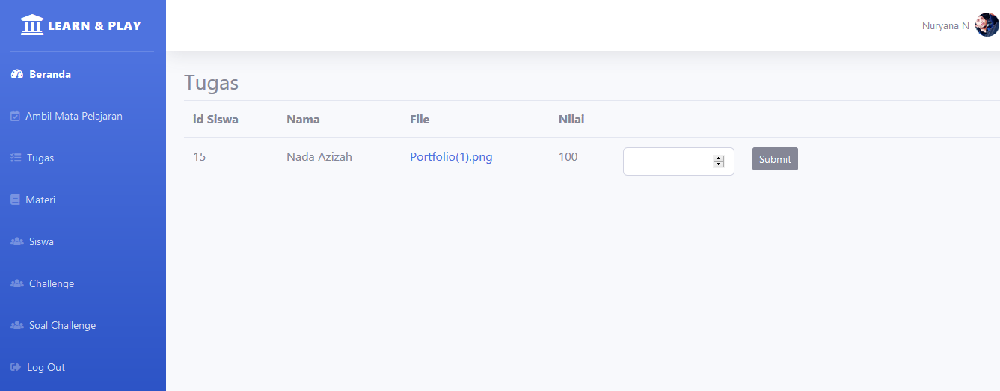 LEARN & PLAY
Nuryana N
Beranda
Ambil Mata Pelajaran
Tugas
Materi
Siswa
Challenge
Soal Challenge
Log Out
Tugas
id Siswa Nama File Nilai
15 Nada Azizah Portfolio(1).png 100 Submit